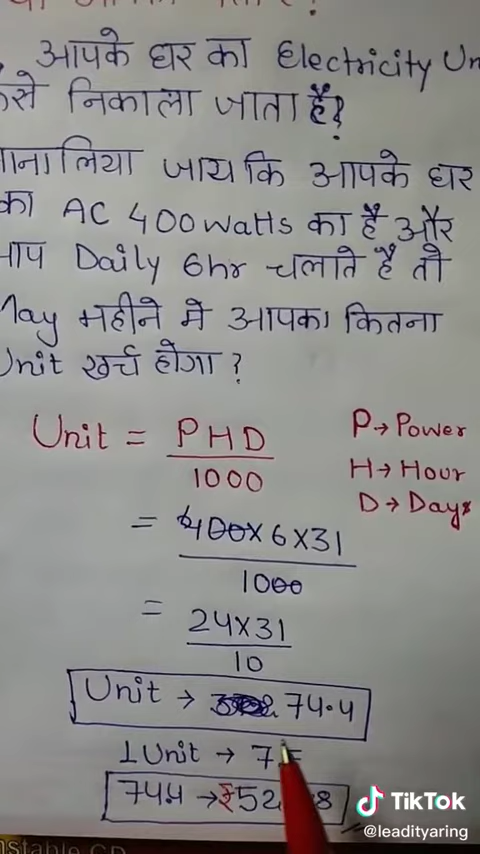 आपके घर का Electricity Un
से निकाला जाता है?
माना लिया जाय कि आपके घर
का AC 400 watts का है और
आप Daily 6hr चलाते है तो
May महीने मे आपका कितना
Unit खर्च होगा ?
Unit = PHD
1000
P→ Power
H→ Hour
D→ Days
= 400×6×31
1000
= 24×31
10
Unit → 74.4
1 Unit → 7
74.4 → ₹52
TikTok
@leadityaring